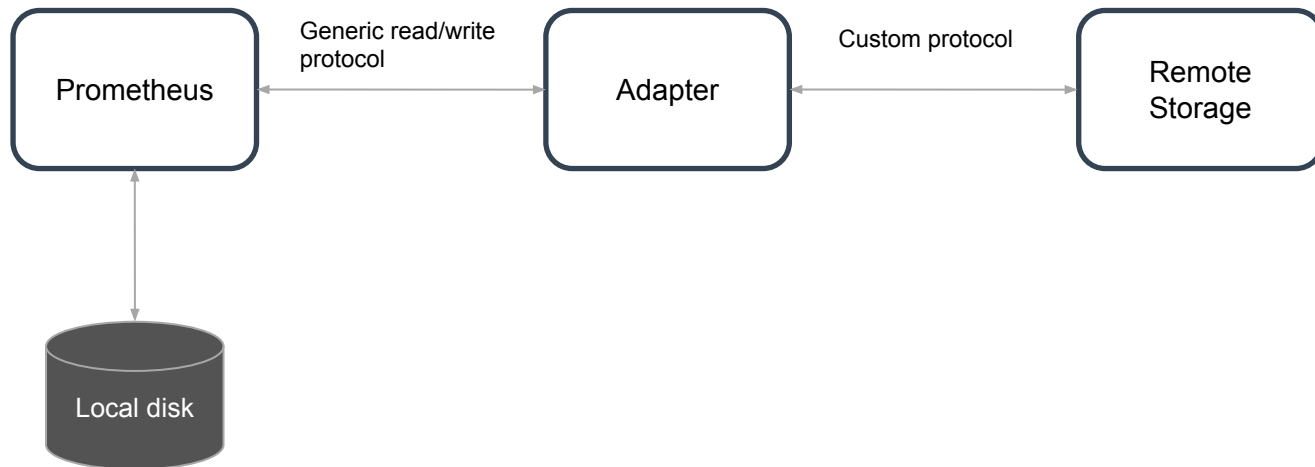 Prometheus
Generic read/write
protocol
Adapter
Custom protocol
Remote
Storage
Local disk